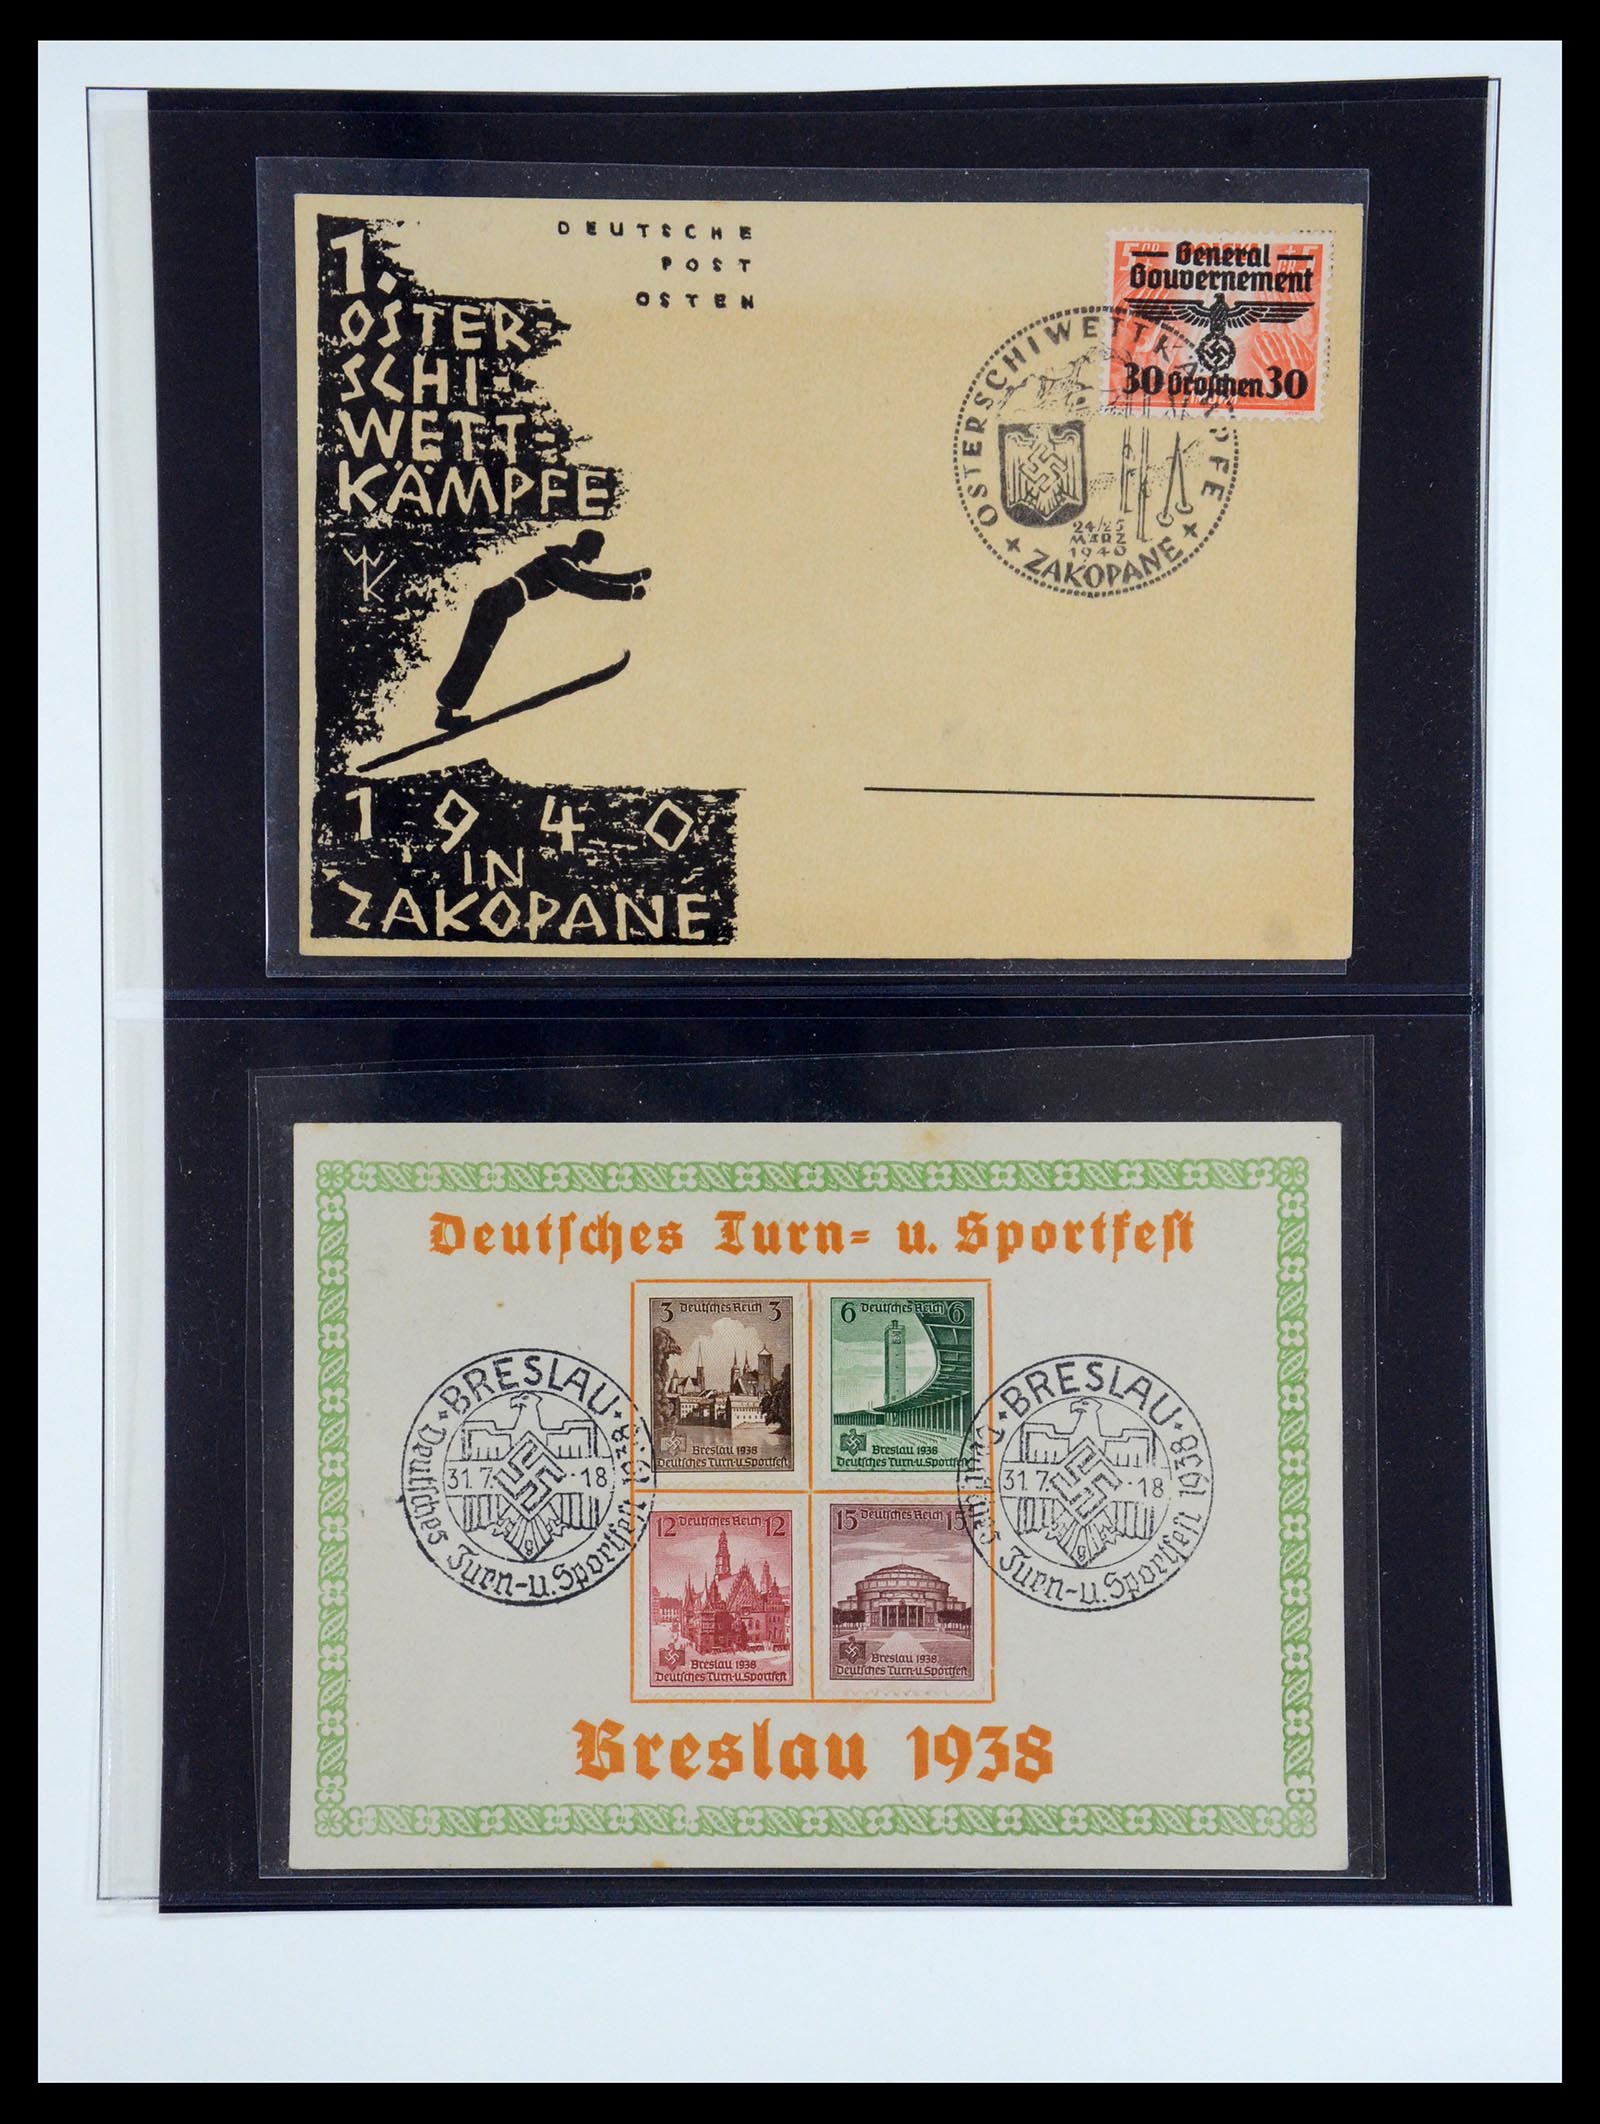 1.
OSTER-
SCHI-
WETT=
KÄMPFE
WK
1940
IN
ZAKOPANE
DEUTSCHE
POST
OSTEN
General
Gouvernement
30 Groschen 30
OSTERSCHIWETTKÄMPFE
24/25
MÄRZ
1940
ZAKOPANE
Deutſches Turn= u. Sportfeſt
3 Deutſches Reich 3
Breslau 1938
Deutſches Turn-u.Sportfeſt
6 Deutſches Reich 6
Breslau 1938
Deutſches Turn-u.Sportfeſt
12 Deutſches Reich 12
Breslau 1938
Deutſches Turn-u.Sportfeſt
15 Deutſches Reich 15
Breslau 1938
Deutſches Turn-u.Sportfeſt
BRESLAU
31.7 -18
g
Deutſches Turn-u.Sportfeſt 1938
BRESLAU
31.7 -18
g
Deutſches Turn-u.Sportfeſt 1938
Breslau 1938